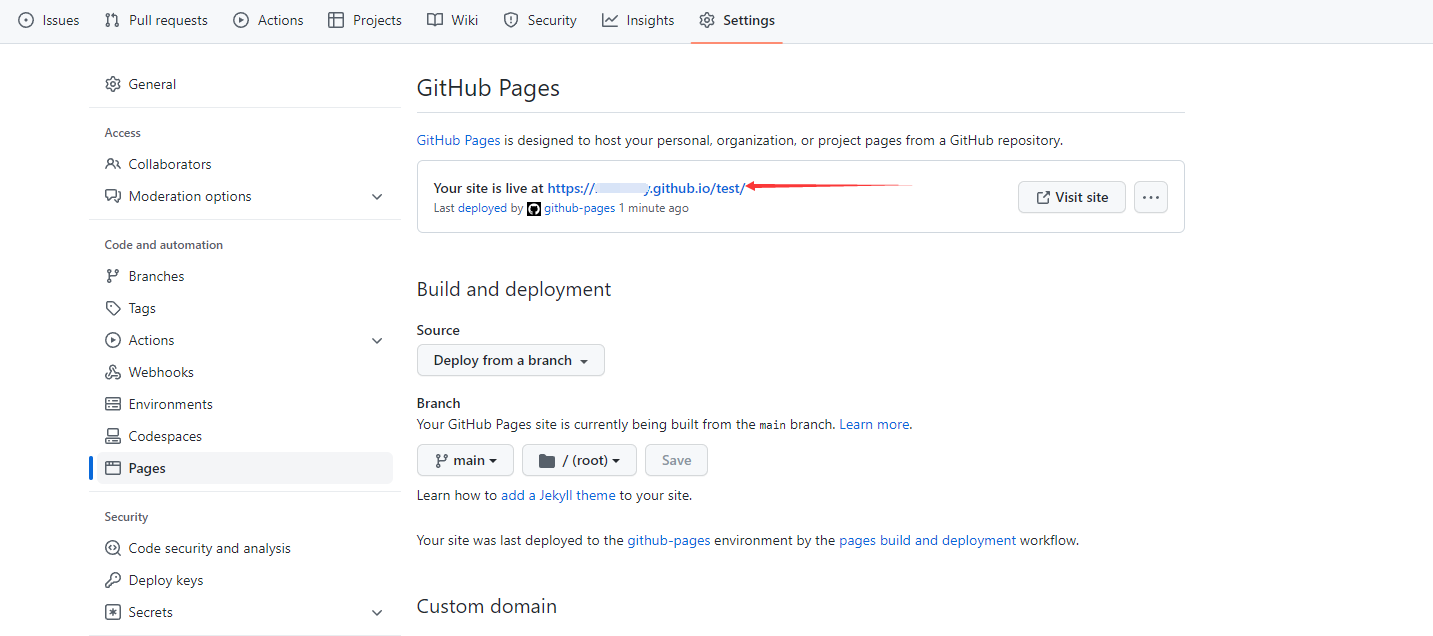 Issues Pull requests Actions Projects Wiki Security Insights Settings
General
Access
Collaborators
Moderation options
Code and automation
Branches
Tags
Actions
Webhooks
Environments
Codespaces
Pages
Security
Code security and analysis
Deploy keys
Secrets
GitHub Pages
GitHub Pages is designed to host your personal, organization, or project pages from a GitHub repository.
Your site is live at https:// y.github.io/test/
Last deployed by github-pages 1 minute ago
Visit site
Build and deployment
Source
Deploy from a branch
Branch
Your GitHub Pages site is currently being built from the main branch. Learn more.
main / (root) Save
Learn how to add a Jekyll theme to your site.
Your site was last deployed to the github-pages environment by the pages build and deployment workflow.
Custom domain